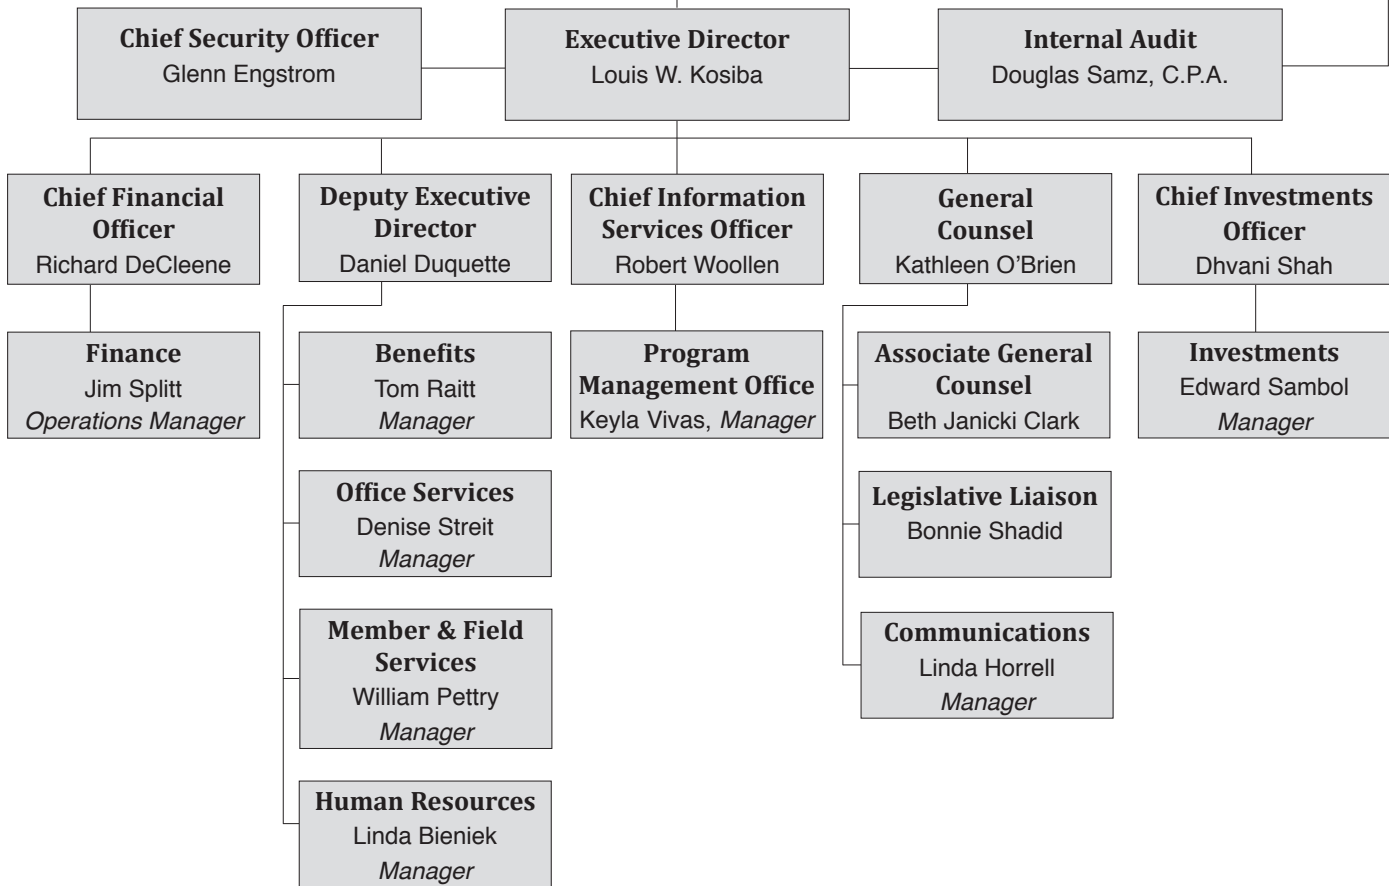 Chief Security Officer
Glenn Engstrom
Executive Director
Louis W. Kosiba
Internal Audit
Douglas Samz, C.P.A.
Chief Financial
Officer
Richard DeCleene
Deputy Executive
Director
Daniel Duquette
Chief Information
Services Officer
Robert Woollen
General
Counsel
Kathleen O’Brien
Chief Investments
Officer
Dhvani Shah
Finance
Jim Splitt
Operations Manager
Benefits
Tom Raitt
Manager
Program
Management Office
Keyla Vivas, Manager
Associate General
Counsel
Beth Janicki Clark
Investments
Edward Sambol
Manager
Office Services
Denise Streit
Manager
Legislative Liaison
Bonnie Shadid
Member & Field
Services
William Pettry
Manager
Communications
Linda Horrell
Manager
Human Resources
Linda Bieniek
Manager